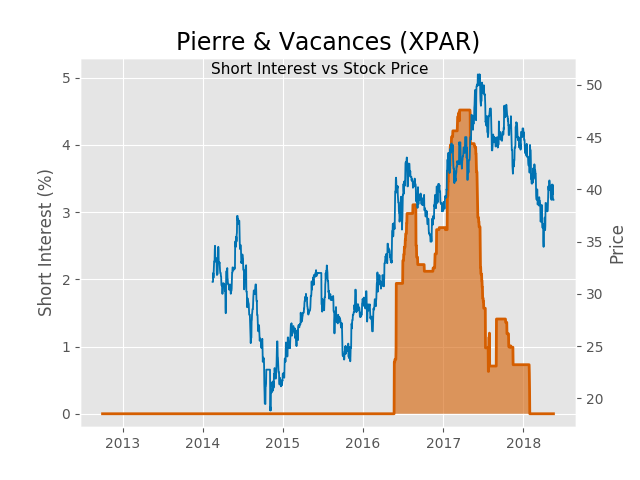 Pierre & Vacances (XPAR)
Short Interest vs Stock Price
Short Interest (%)
5
4
3
2
1
0
50
45
40
35
30
25
20
Price
2013 2014 2015 2016 2017 2018